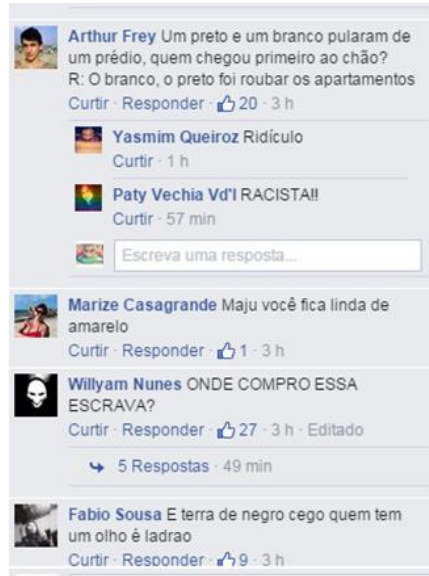 Arthur Frey Um preto e um branco pularam de
um prédio, quem chegou primeiro ao chão?
R: O branco, o preto foi roubar os apartamentos
Curtir · Responder · 20 · 3 h
Yasmim Queiroz Ridículo
Curtir · 1 h
Paty Vechia Vd'I RACISTA!!
Curtir · 57 min
Escreva uma resposta...
Marize Casagrande Maju você fica linda de
amarelo
Curtir · Responder · 1 · 3 h
Willyam Nunes ONDE COMPRO ESSA
ESCRAVA?
Curtir · Responder · 27 · 3 h · Editado
5 Respostas · 49 min
Fabio Sousa E terra de negro cego quem tem
um olho é ladrao
Curtir · Responder · 9 · 3 h